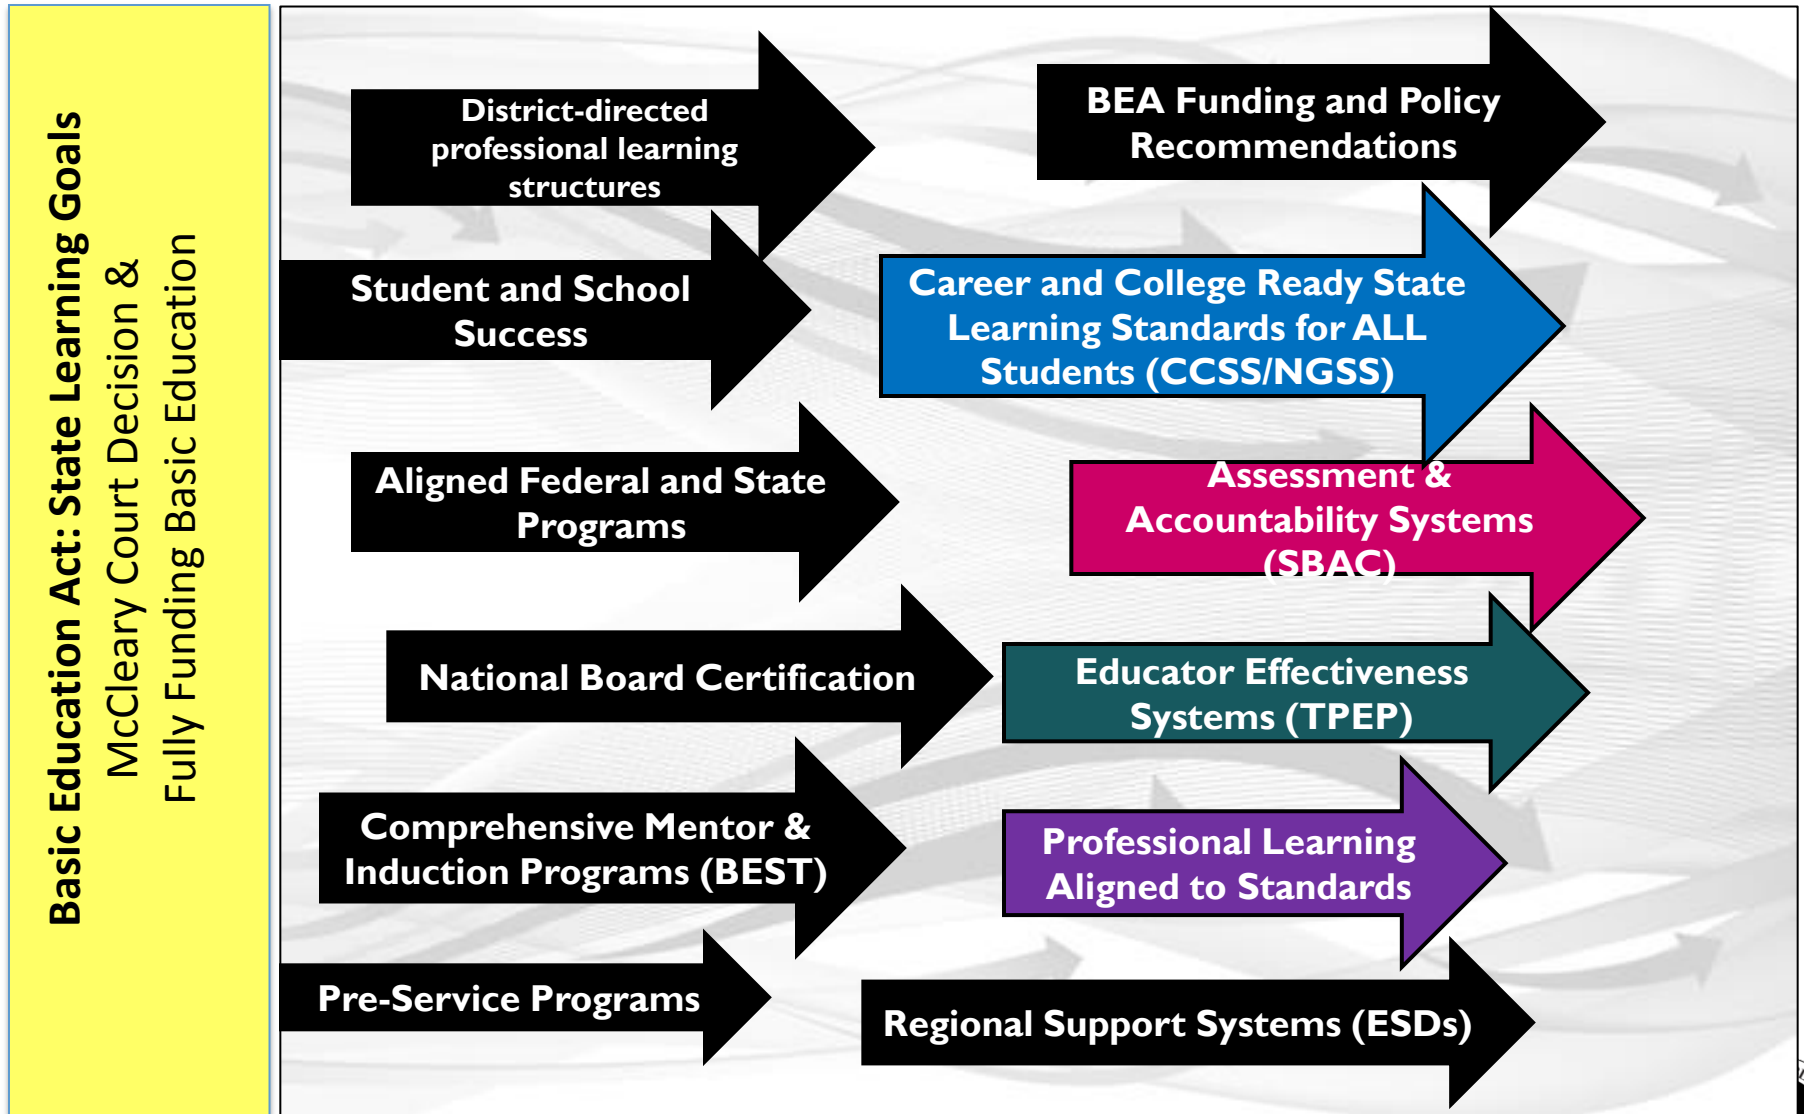 Basic Education Act: State Learning Goals
McCleary Court Decision &
Fully Funding Basic Education
District-directed
professional learning
structures
BEA Funding and Policy
Recommendations
Student and School
Success
Career and College Ready State
Learning Standards for ALL
Students (CCSS/NGSS)
Aligned Federal and State
Programs
Assessment &
Accountability Systems
(SBAC)
National Board Certification
Educator Effectiveness
Systems (TPEP)
Comprehensive Mentor &
Induction Programs (BEST)
Professional Learning
Aligned to Standards
Pre-Service Programs
Regional Support Systems (ESDs)